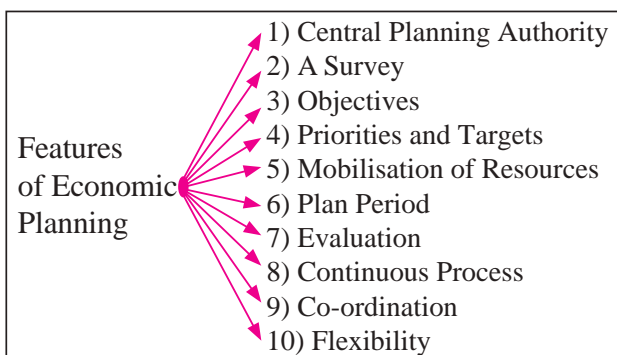 1) Central Planning Authority
2) A Survey
3) Objectives
4) Priorities and Targets
Features
of Economic
Planning
5) Mobilisation of Resources
6) Plan Period
7) Evaluation
8) Continuous Process
9) Co-ordination
10) Flexibility